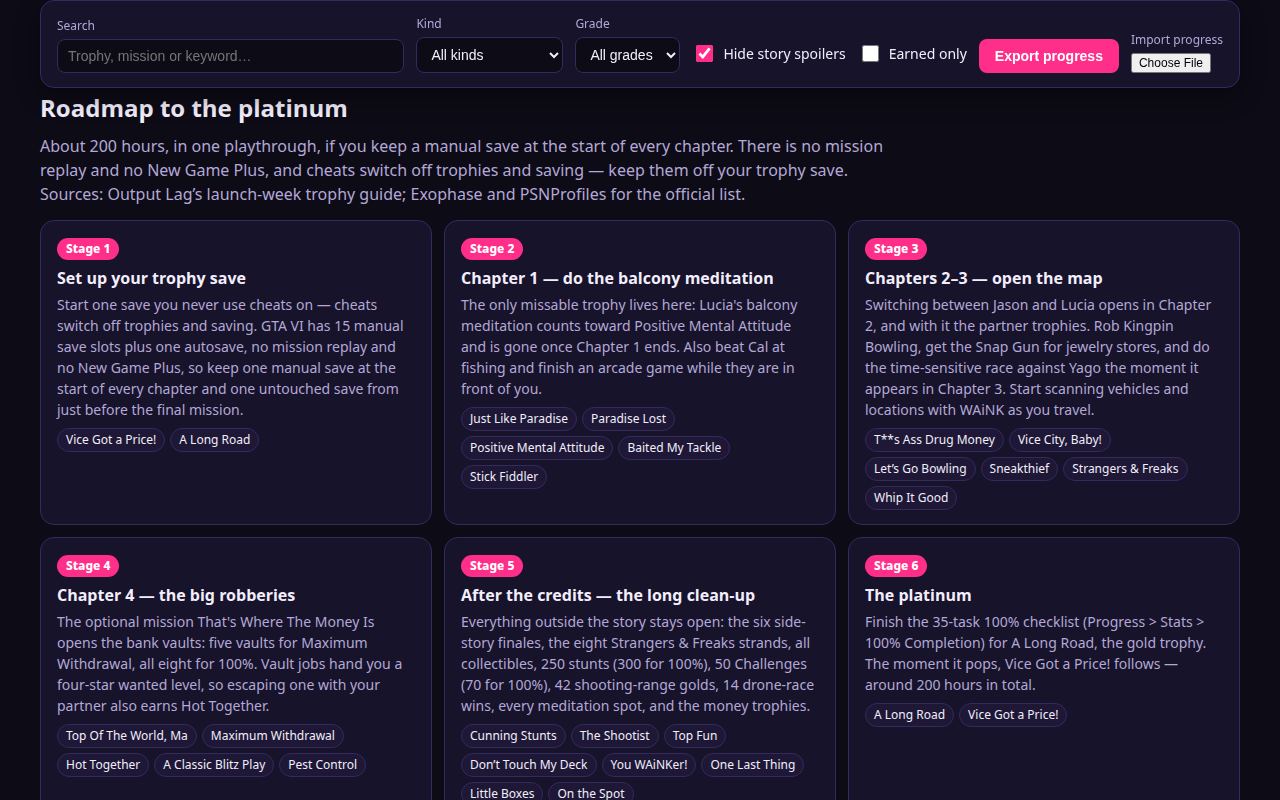 Search
Kind
Grade
Import progress
Trophy, mission or keyword…
All kinds
All grades
Hide story spoilers
Earned only
Export progress
Choose File
Roadmap to the platinum
About 200 hours, in one playthrough, if you keep a manual save at the start of every chapter. There is no mission
replay and no New Game Plus, and cheats switch off trophies and saving — keep them off your trophy save.
Sources: Output Lag’s launch-week trophy guide; Exophase and PSNProfiles for the official list.
Stage 1
Set up your trophy save
Start one save you never use cheats on — cheats
switch off trophies and saving. GTA VI has 15 manual
save slots plus one autosave, no mission replay and
no New Game Plus, so keep one manual save at the
start of every chapter and one untouched save from
just before the final mission.
Vice Got a Price!
A Long Road
Stage 2
Chapter 1 — do the balcony meditation
The only missable trophy lives here: Lucia's balcony
meditation counts toward Positive Mental Attitude
and is gone once Chapter 1 ends. Also beat Cal at
fishing and finish an arcade game while they are in
front of you.
Just Like Paradise
Paradise Lost
Positive Mental Attitude
Baited My Tackle
Stick Fiddler
Stage 3
Chapters 2–3 — open the map
Switching between Jason and Lucia opens in Chapter
2, and with it the partner trophies. Rob Kingpin
Bowling, get the Snap Gun for jewelry stores, and do
the time-sensitive race against Yago the moment it
appears in Chapter 3. Start scanning vehicles and
locations with WAiNK as you travel.
T**s Ass Drug Money
Vice City, Baby!
Let’s Go Bowling
Sneakthief
Strangers & Freaks
Whip It Good
Stage 4
Chapter 4 — the big robberies
The optional mission That's Where The Money Is
opens the bank vaults: five vaults for Maximum
Withdrawal, all eight for 100%. Vault jobs hand you a
four-star wanted level, so escaping one with your
partner also earns Hot Together.
Top Of The World, Ma
Maximum Withdrawal
Hot Together
A Classic Blitz Play
Pest Control
Stage 5
After the credits — the long clean-up
Everything outside the story stays open: the six side-
story finales, the eight Strangers & Freaks strands, all
collectibles, 250 stunts (300 for 100%), 50 Challenges
(70 for 100%), 42 shooting-range golds, 14 drone-race
wins, every meditation spot, and the money trophies.
Cunning Stunts
The Shootist
Top Fun
Don’t Touch My Deck
You WAiNKer!
One Last Thing
Little Boxes
On the Spot
Stage 6
The platinum
Finish the 35-task 100% checklist (Progress > Stats >
100% Completion) for A Long Road, the gold trophy.
The moment it pops, Vice Got a Price! follows —
around 200 hours in total.
A Long Road
Vice Got a Price!